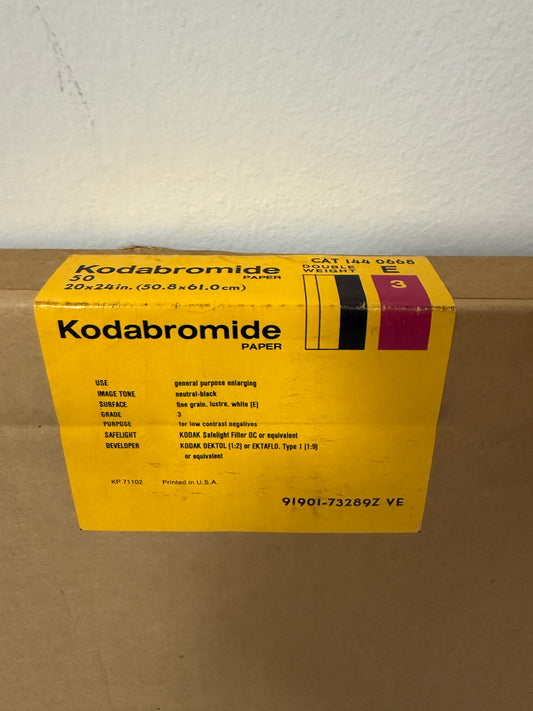 Kodabromide
PAPER
50
20x24in. (50.8x61.0cm)
CAT 144 0668
DOUBLE WEIGHT E
3
Kodabromide
PAPER
USE general purpose enlarging
IMAGE TONE neutral-black
SURFACE fine grain, lustre, white (E)
GRADE 3
PURPOSE for low contrast negatives
SAFELIGHT KODAK Safelight Filter OC or equivalent
DEVELOPER KODAK DEKTOL (1:2) or EKTAFLO, Type 1 (1:9)
or equivalent
KP 71102 Printed in U.S.A.
91901-73289Z VE